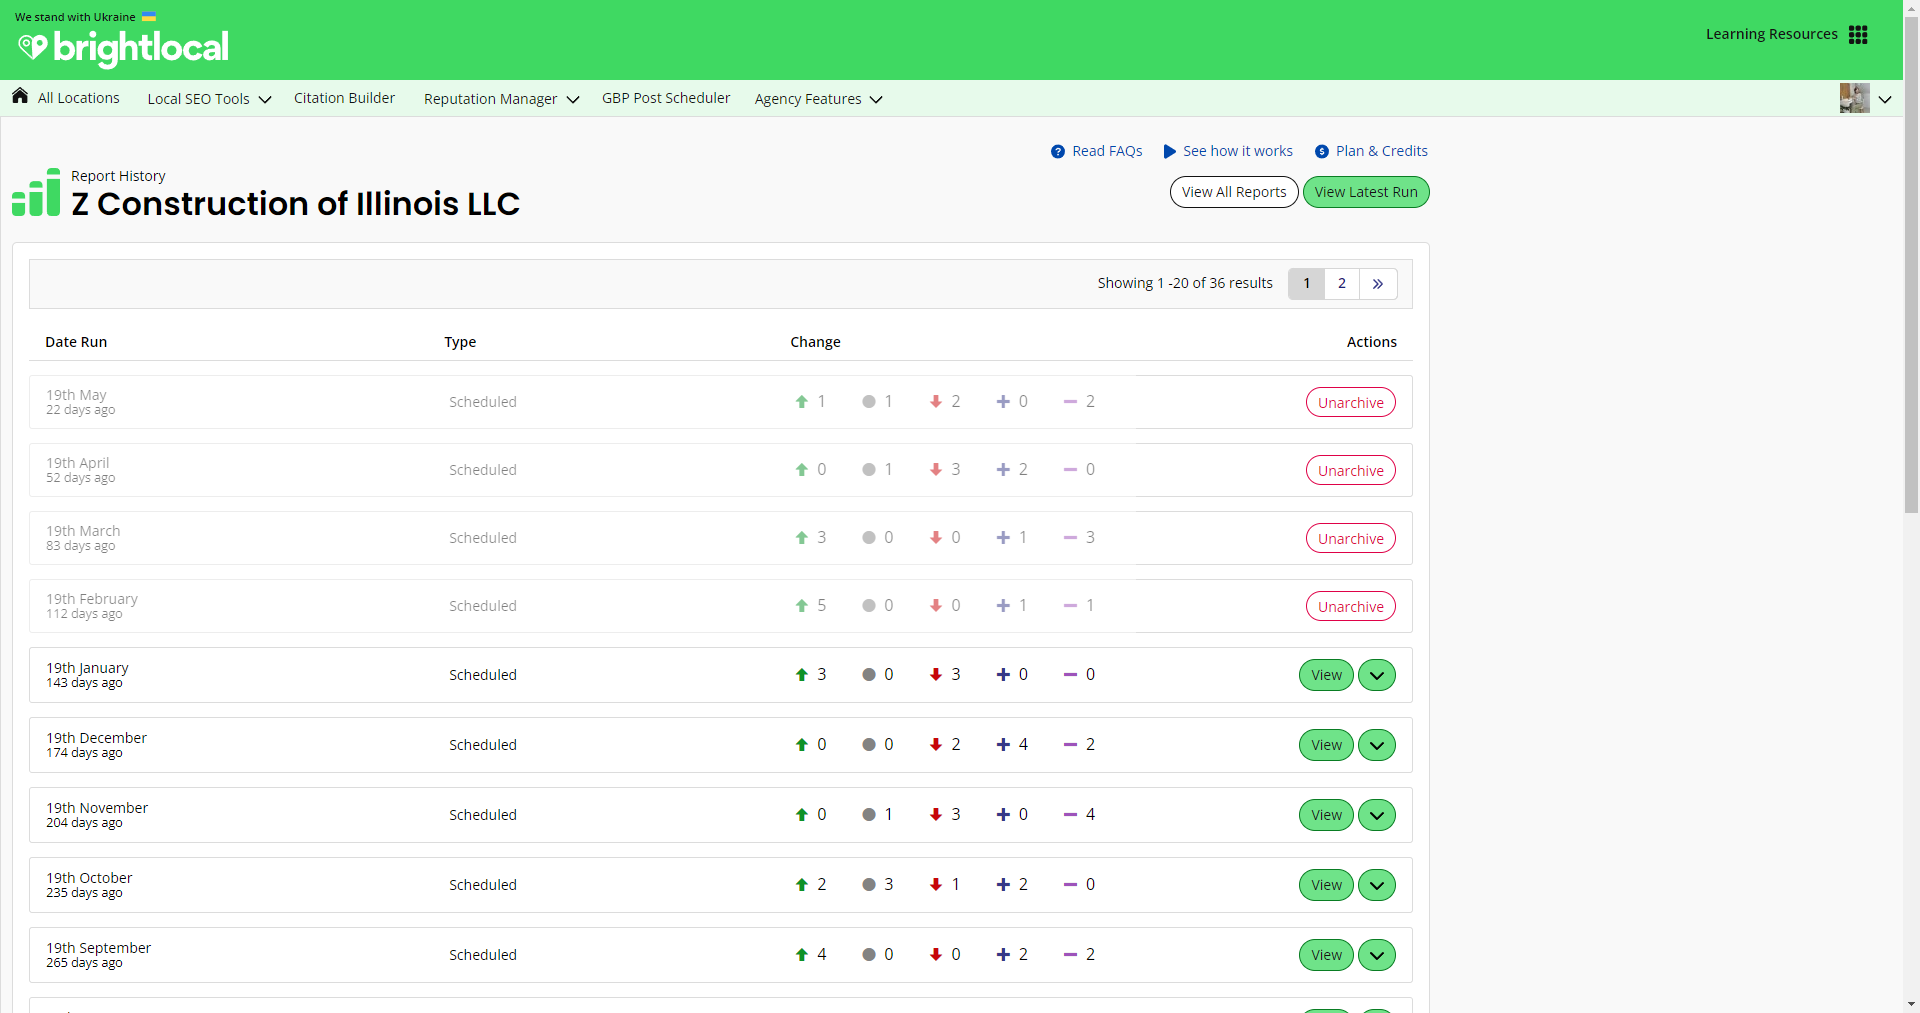 We stand with Ukraine
brightlocal
Learning Resources
All Locations
Local SEO Tools
Citation Builder
Reputation Manager
GBP Post Scheduler
Agency Features
Read FAQs
See how it works
Plan & Credits
Report History
Z Construction of Illinois LLC
View All Reports
View Latest Run
Showing 1 -20 of 36 results 1 2 »
Date Run Type Change Actions
19th May
22 days ago
Scheduled 1 1 2 0 2 Unarchive
19th April
52 days ago
Scheduled 0 1 3 2 0 Unarchive
19th March
83 days ago
Scheduled 3 0 0 1 3 Unarchive
19th February
112 days ago
Scheduled 5 0 0 1 1 Unarchive
19th January
143 days ago
Scheduled 3 0 3 0 0 View
19th December
174 days ago
Scheduled 0 0 2 4 2 View
19th November
204 days ago
Scheduled 0 1 3 0 4 View
19th October
235 days ago
Scheduled 2 3 1 2 0 View
19th September
265 days ago
Scheduled 4 0 0 2 2 View